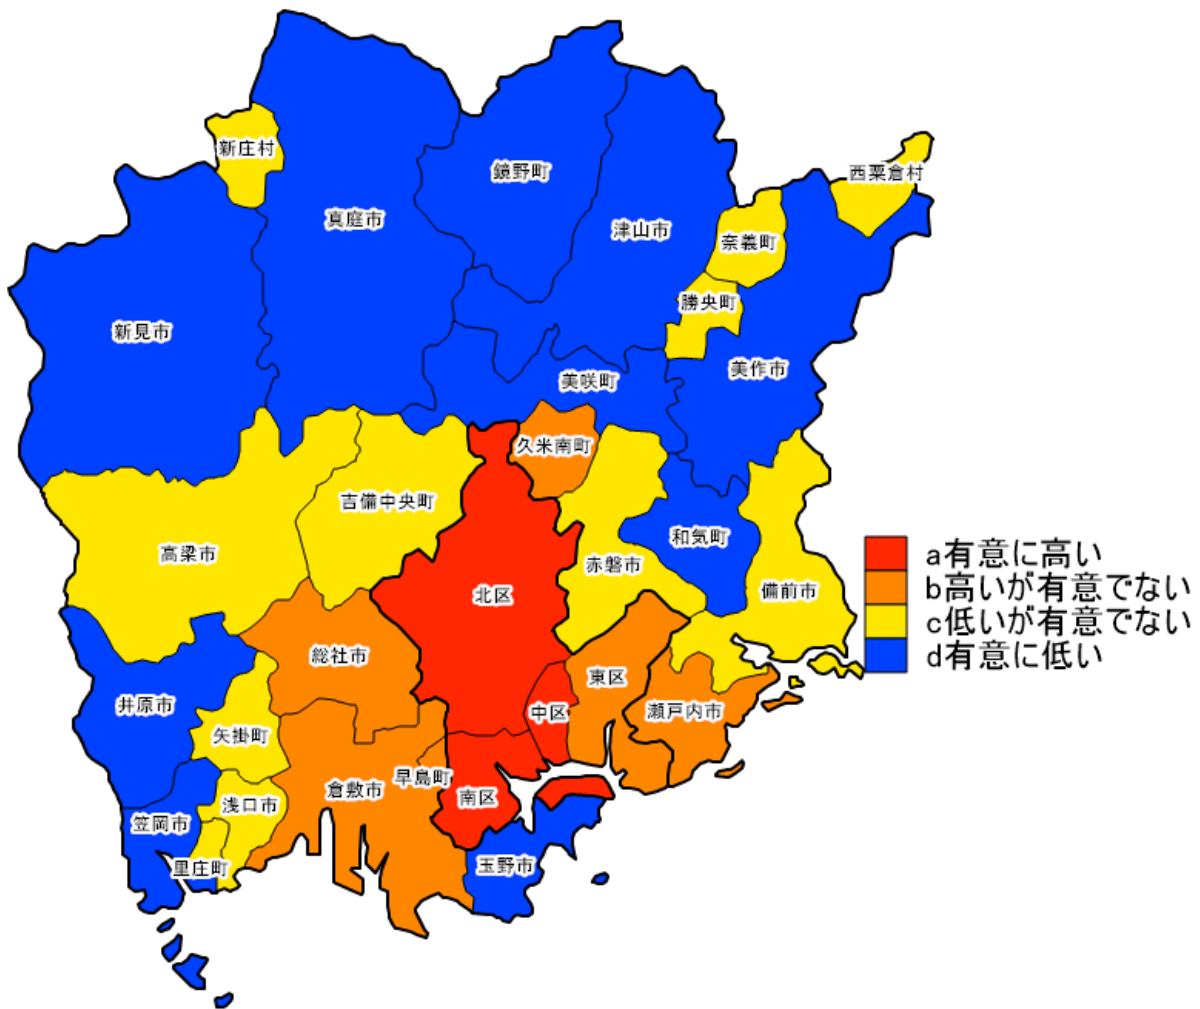 新庄村
西粟倉村
鏡野町
真庭市
津山市
奈義町
勝央町
新見市
美作市
美咲町
久米南町
吉備中央町
和気町
高梁市
赤磐市
備前市
北区
総社市
東区
井原市
瀬戸内市
中区
矢掛町
早島町
倉敷市
南区
浅口市
笠岡市
里庄町
玉野市
a有意に高い
b高いが有意でない
c低いが有意でない
d有意に低い